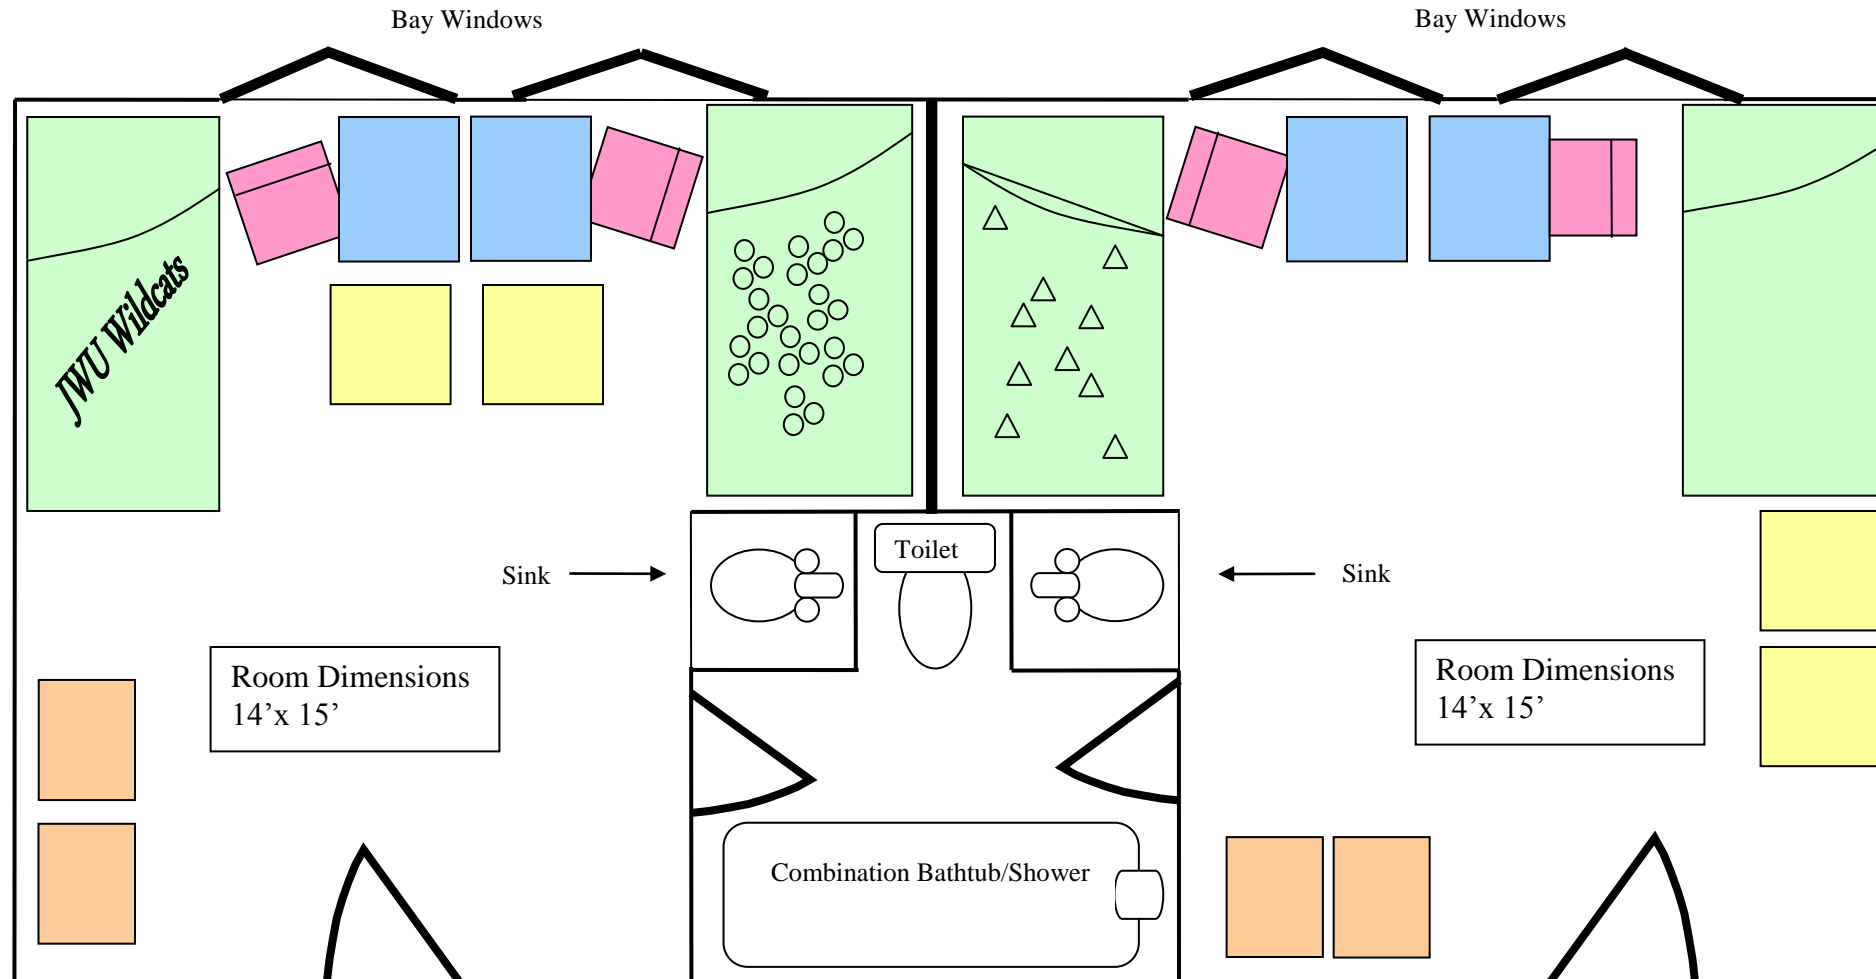 Bay Windows
Bay Windows
JWU Wildcats
Toilet
Sink
Sink
Room Dimensions
14’x 15’
Room Dimensions
14’x 15’
Combination Bathtub/Shower